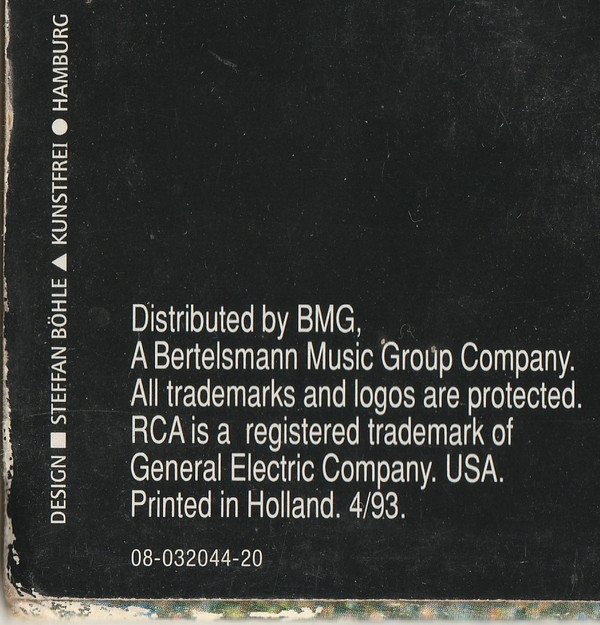 DESIGN ■ STEFFAN BÖHLE ▲ KUNSTFREI ● HAMBURG
Distributed by BMG,
A Bertelsmann Music Group Company.
All trademarks and logos are protected.
RCA is a registered trademark of
General Electric Company. USA.
Printed in Holland. 4/93.
08-032044-20